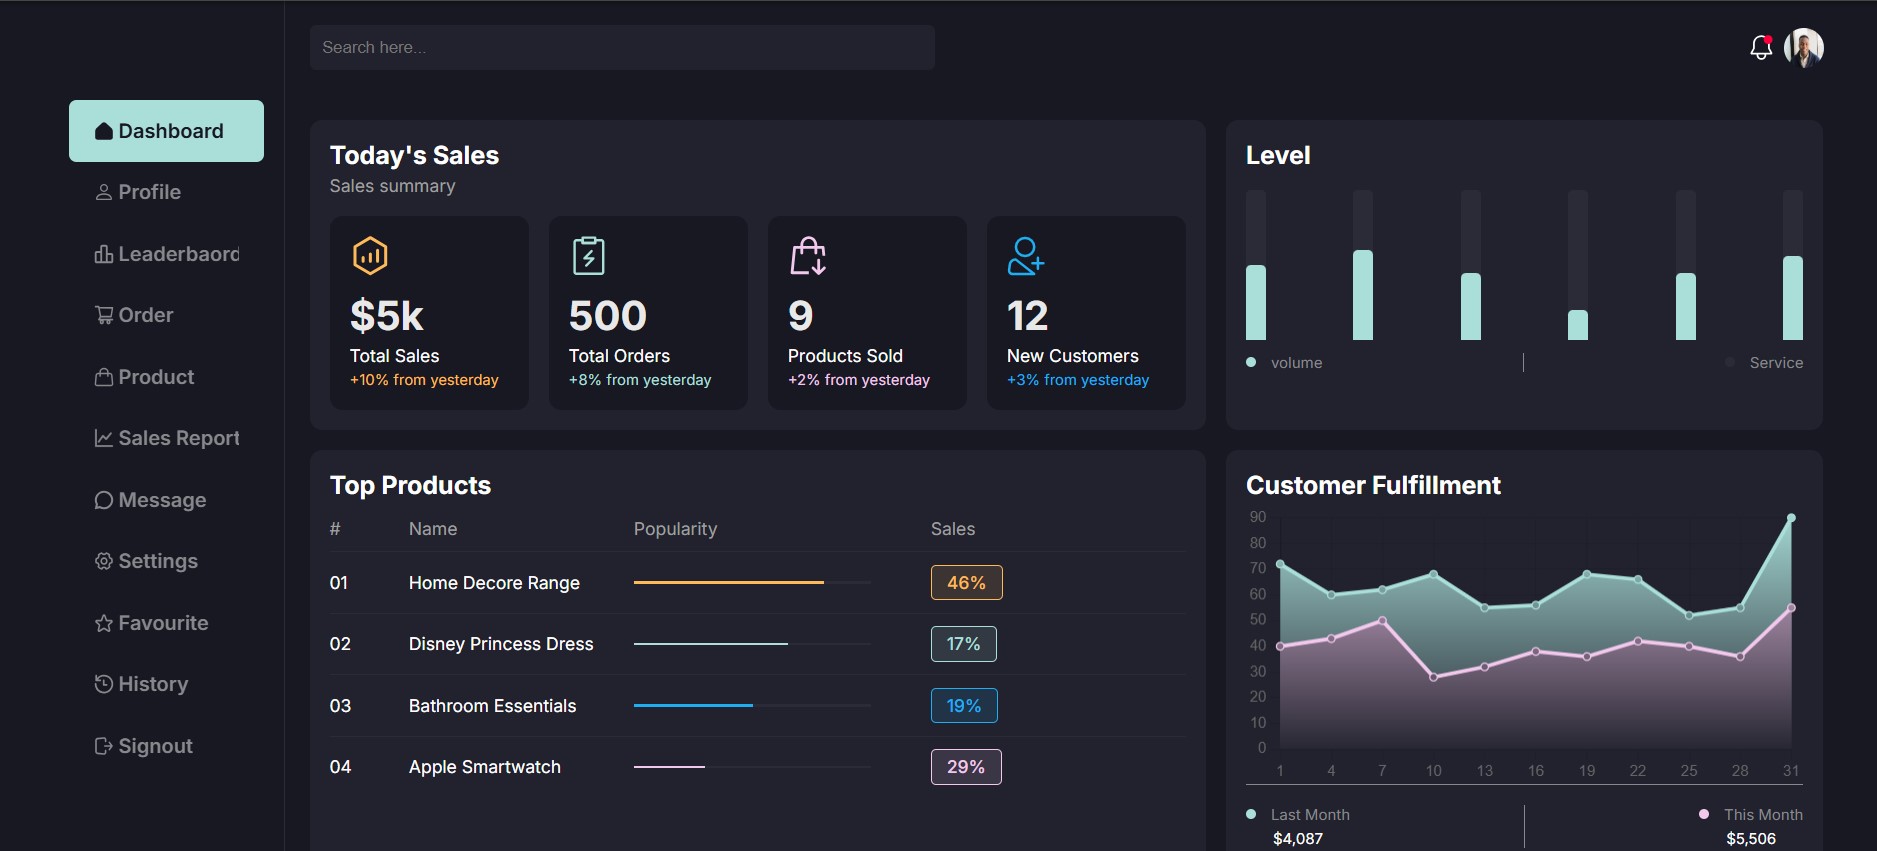 Search here...
Dashboard
Profile
Leaderbaord
Order
Product
Sales Report
Message
Settings
Favourite
History
Signout
Today's Sales
Sales summary
$5k
Total Sales
+10% from yesterday
500
Total Orders
+8% from yesterday
9
Products Sold
+2% from yesterday
12
New Customers
+3% from yesterday
Level
volume
Service
Top Products
# Name Popularity Sales
01 Home Decore Range 46%
02 Disney Princess Dress 17%
03 Bathroom Essentials 19%
04 Apple Smartwatch 29%
Customer Fulfillment
90
80
70
60
50
40
30
20
10
0
1 4 7 10 13 16 19 22 25 28 31
Last Month
$4,087
This Month
$5,506